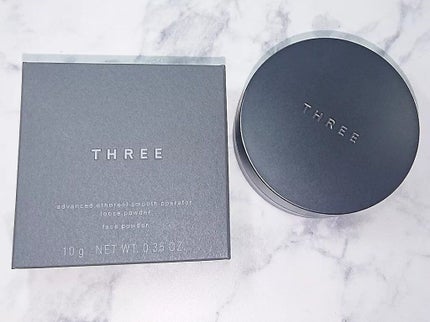 THREE
advanced ethereal smooth operator
loose powder
face powder
10 g NET WT. 0.35 OZ.
THREE